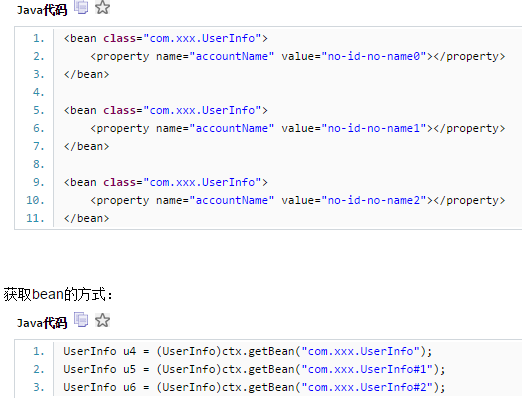 Java代码
1. <bean class="com.xxx.UserInfo">
2. <property name="accountName" value="no-id-no-name0"></property>
3. </bean>
4.
5. <bean class="com.xxx.UserInfo">
6. <property name="accountName" value="no-id-no-name1"></property>
7. </bean>
8.
9. <bean class="com.xxx.UserInfo">
10. <property name="accountName" value="no-id-no-name2"></property>
11. </bean>
获取bean的方式：
Java代码
1. UserInfo u4 = (UserInfo)ctx.getBean("com.xxx.UserInfo");
2. UserInfo u5 = (UserInfo)ctx.getBean("com.xxx.UserInfo#1");
3. UserInfo u6 = (UserInfo)ctx.getBean("com.xxx.UserInfo#2");